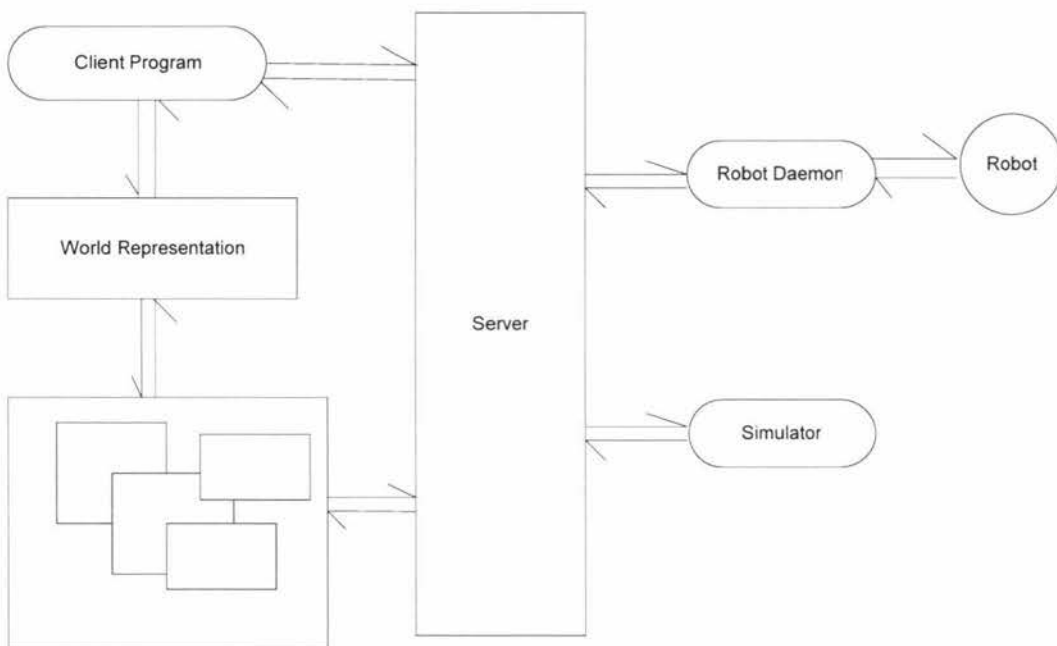 Client Program
Robot Daemon
Robot
World Representation
Server
Simulator